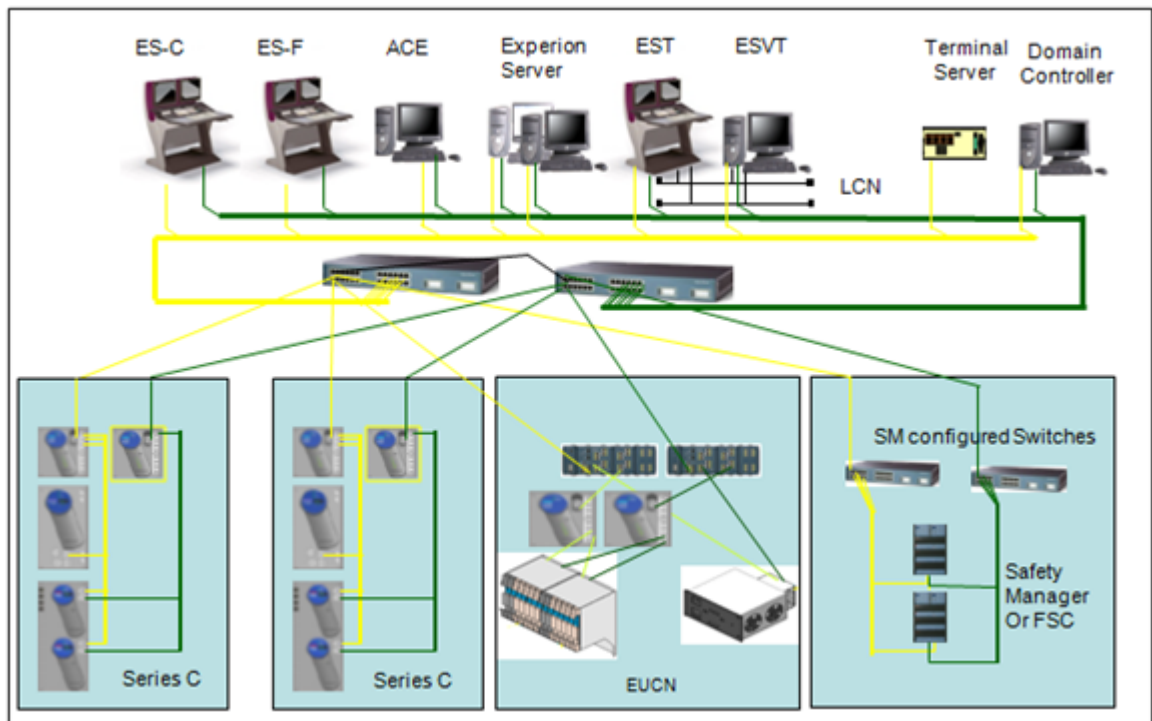 ES-C
ES-F
ACE
Experion
Server
EST
ESVT
Terminal
Server
Domain
Controller
LCN
SM configured Switches
Safety
Manager
Or FSC
Series C
Series C
EUCN